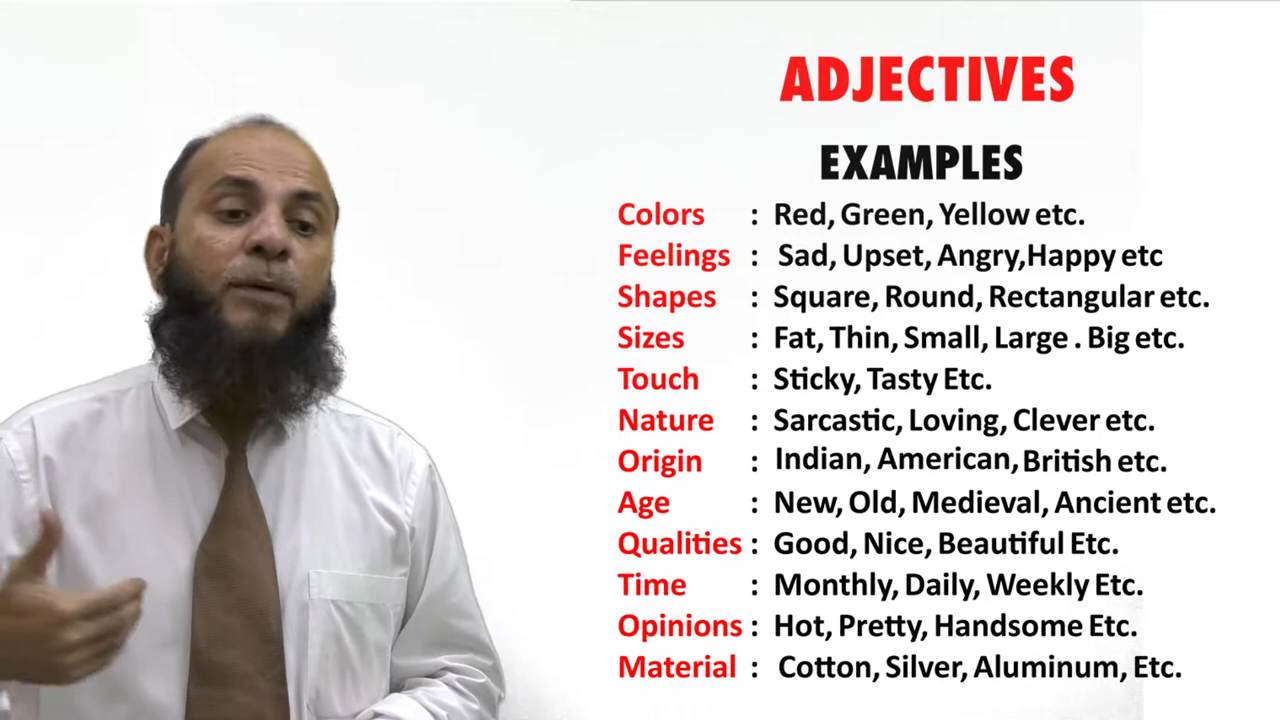 ADJECTIVES
EXAMPLES
Colors : Red, Green, Yellow etc.
Feelings : Sad, Upset, Angry,Happy etc
Shapes : Square, Round, Rectangular etc.
Sizes : Fat, Thin, Small, Large . Big etc.
Touch : Sticky, Tasty Etc.
Nature : Sarcastic, Loving, Clever etc.
Origin : Indian, American, British etc.
Age : New, Old, Medieval, Ancient etc.
Qualities : Good, Nice, Beautiful Etc.
Time : Monthly, Daily, Weekly Etc.
Opinions : Hot, Pretty, Handsome Etc.
Material : Cotton, Silver, Aluminum, Etc.